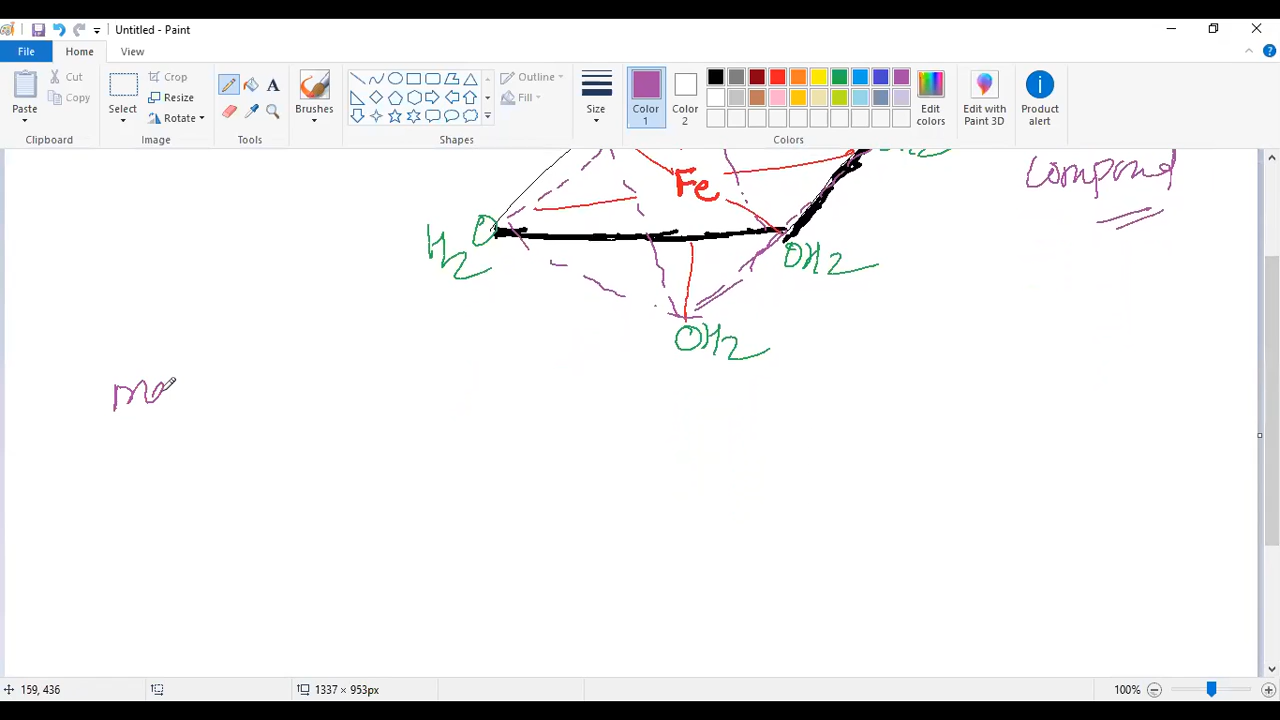 Untitled - Paint
File Home View
Paste
Cut
Copy
Clipboard
Select
Crop
Resize
Rotate
Image
Tools
Brushes
Shapes
Outline
Fill
Size
Color 1
Color 2
Colors
Edit colors
Edit with Paint 3D
Product alert
Fe
compound
H2O
OH2
OH2
159, 436
1337 × 953px
100%